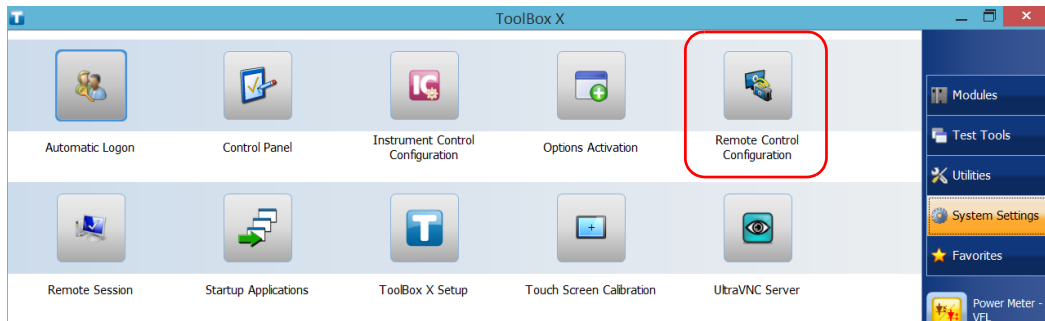 ToolBox X
Automatic Logon
Control Panel
Instrument Control
Configuration
Options Activation
Remote Control
Configuration
Remote Session
Startup Applications
ToolBox X Setup
Touch Screen Calibration
UltraVNC Server
Modules
Test Tools
Utilities
System Settings
Favorites
Power Meter -
VFL